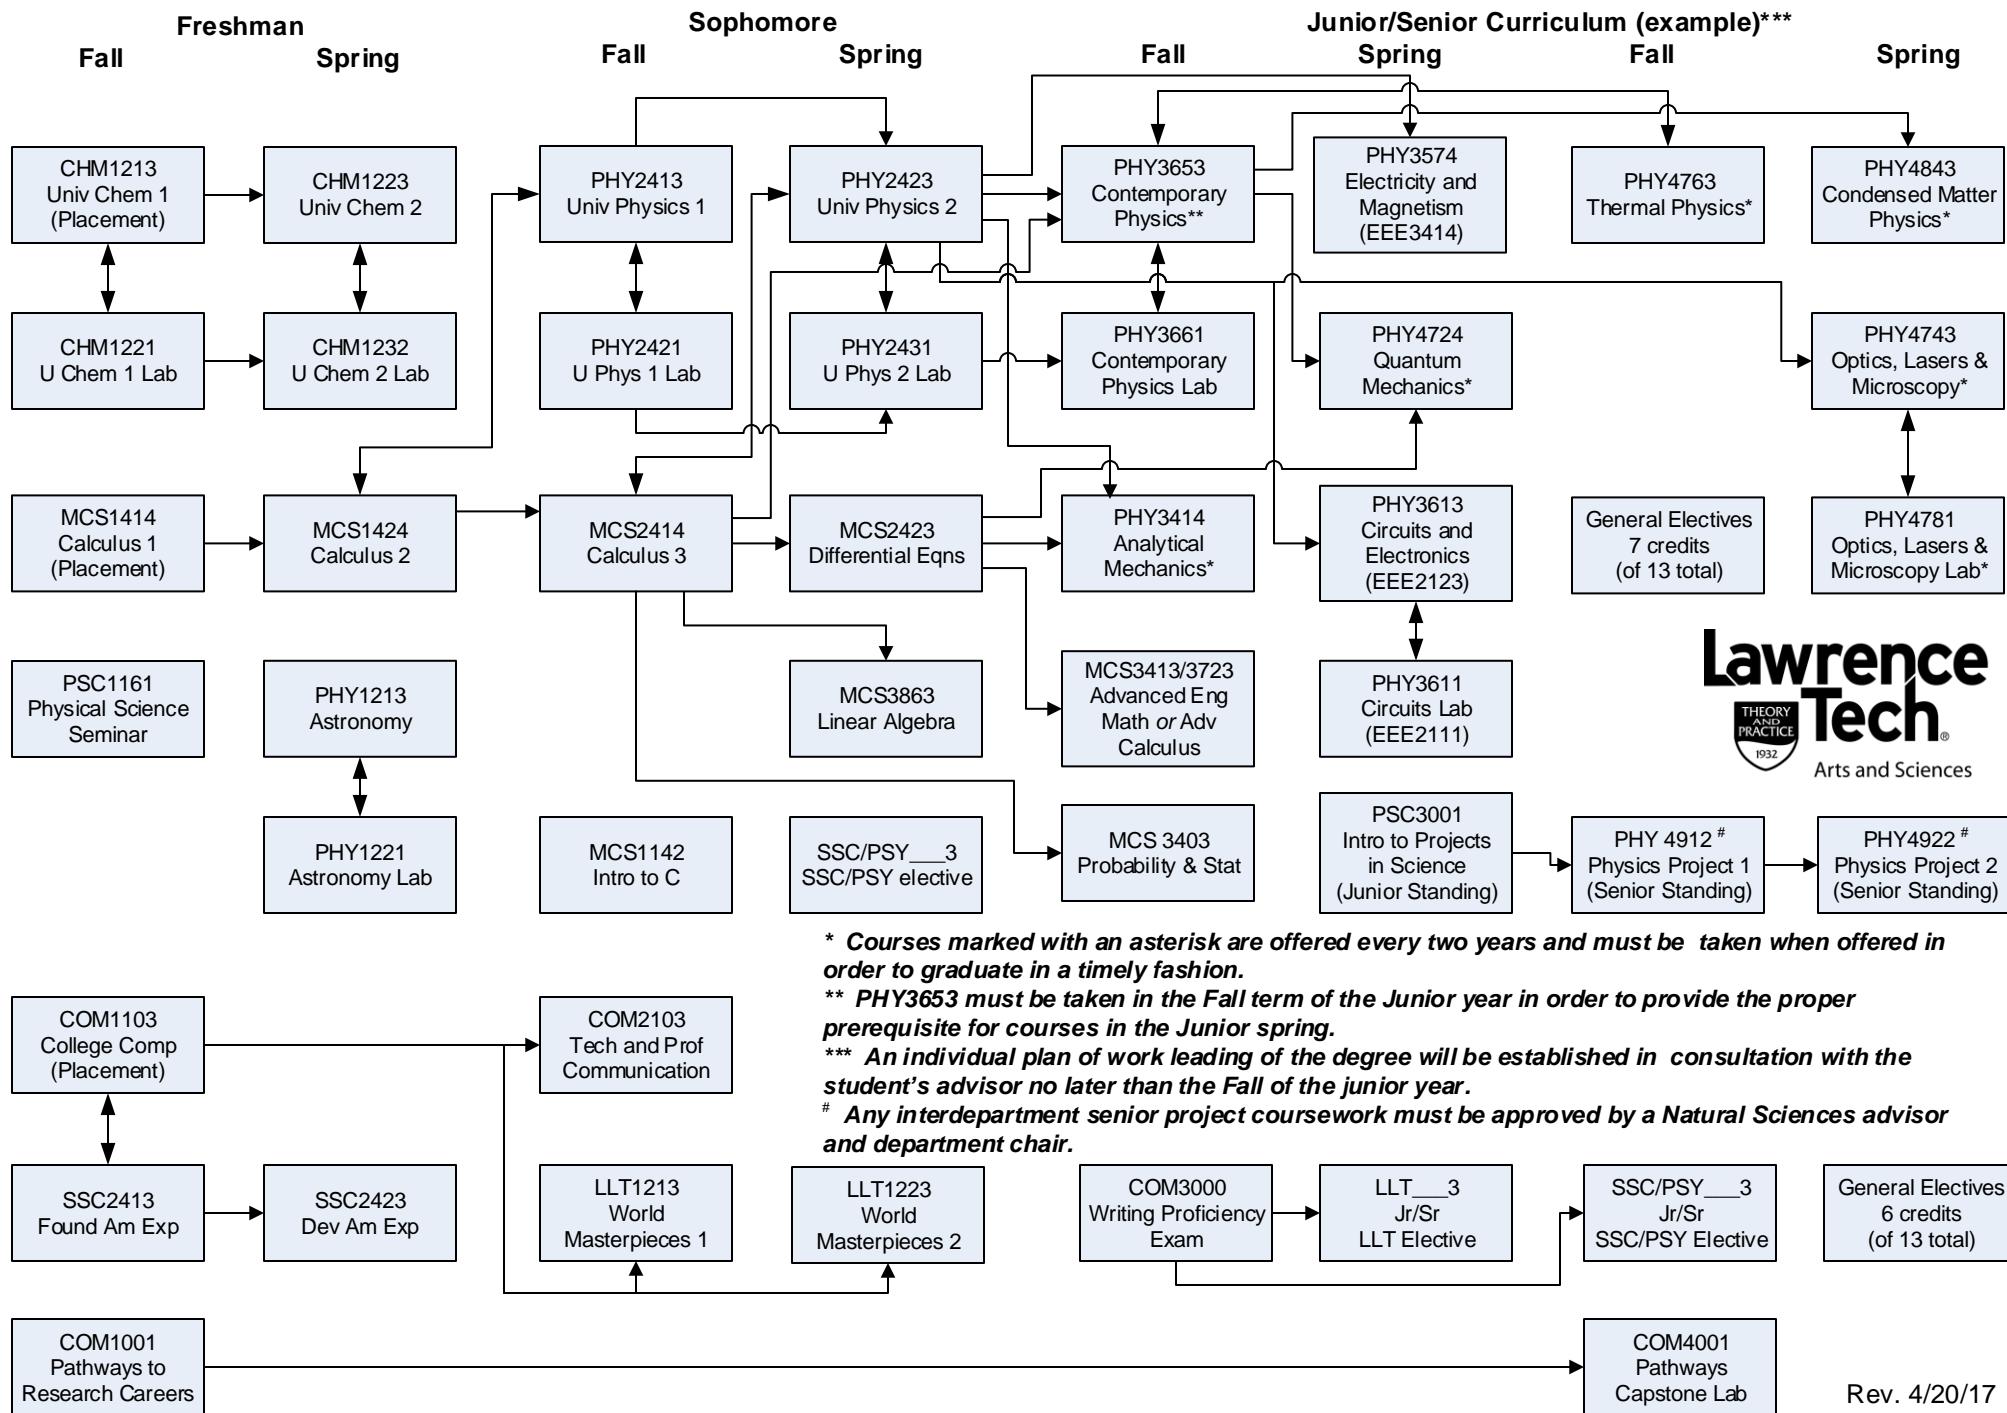 Freshman
Sophomore
Junior/Senior Curriculum (example)***
Fall
Spring
Fall
Spring
Fall
Spring
Fall
Spring
CHM1213
Univ Chem 1
(Placement)
CHM1223
Univ Chem 2
PHY2413
Univ Physics 1
PHY2423
Univ Physics 2
PHY3653
Contemporary
Physics**
PHY3574
Electricity and
Magnetism
(EEE3414)
PHY4763
Thermal Physics*
PHY4843
Condensed Matter
Physics*
CHM1221
U Chem 1 Lab
CHM1232
U Chem 2 Lab
PHY2421
U Phys 1 Lab
PHY2431
U Phys 2 Lab
PHY3661
Contemporary
Physics Lab
PHY4724
Quantum
Mechanics*
PHY4743
Optics, Lasers &
Microscopy*
MCS1414
Calculus 1
(Placement)
MCS1424
Calculus 2
MCS2414
Calculus 3
MCS2423
Differential Eqns
PHY3414
Analytical
Mechanics*
PHY3613
Circuits and
Electronics
(EEE2123)
General Electives
7 credits
(of 13 total)
PHY4781
Optics, Lasers &
Microscopy Lab*
PSC1161
Physical Science
Seminar
PHY1213
Astronomy
MCS3863
Linear Algebra
MCS3413/3723
Advanced Eng
Math or Adv
Calculus
PHY3611
Circuits Lab
(EEE2111)
Lawrence
Tech®
THEORY
AND
PRACTICE
1932
Arts and Sciences
PHY1221
Astronomy Lab
MCS1142
Intro to C
SSC/PSY___3
SSC/PSY elective
MCS 3403
Probability & Stat
PSC3001
Intro to Projects
in Science
(Junior Standing)
PHY 4912 #
Physics Project 1
(Senior Standing)
PHY4922 #
Physics Project 2
(Senior Standing)
* Courses marked with an asterisk are offered every two years and must be taken when offered in
order to graduate in a timely fashion.
** PHY3653 must be taken in the Fall term of the Junior year in order to provide the proper
prerequisite for courses in the Junior spring.
*** An individual plan of work leading of the degree will be established in consultation with the
student's advisor no later than the Fall of the junior year.
# Any interdepartment senior project coursework must be approved by a Natural Sciences advisor
and department chair.
COM1103
College Comp
(Placement)
COM2103
Tech and Prof
Communication
SSC2413
Found Am Exp
SSC2423
Dev Am Exp
LLT1213
World
Masterpieces 1
LLT1223
World
Masterpieces 2
COM3000
Writing Proficiency
Exam
LLT___3
Jr/Sr
LLT Elective
SSC/PSY___3
Jr/Sr
SSC/PSY Elective
General Electives
6 credits
(of 13 total)
COM1001
Pathways to
Research Careers
COM4001
Pathways
Capstone Lab
Rev. 4/20/17